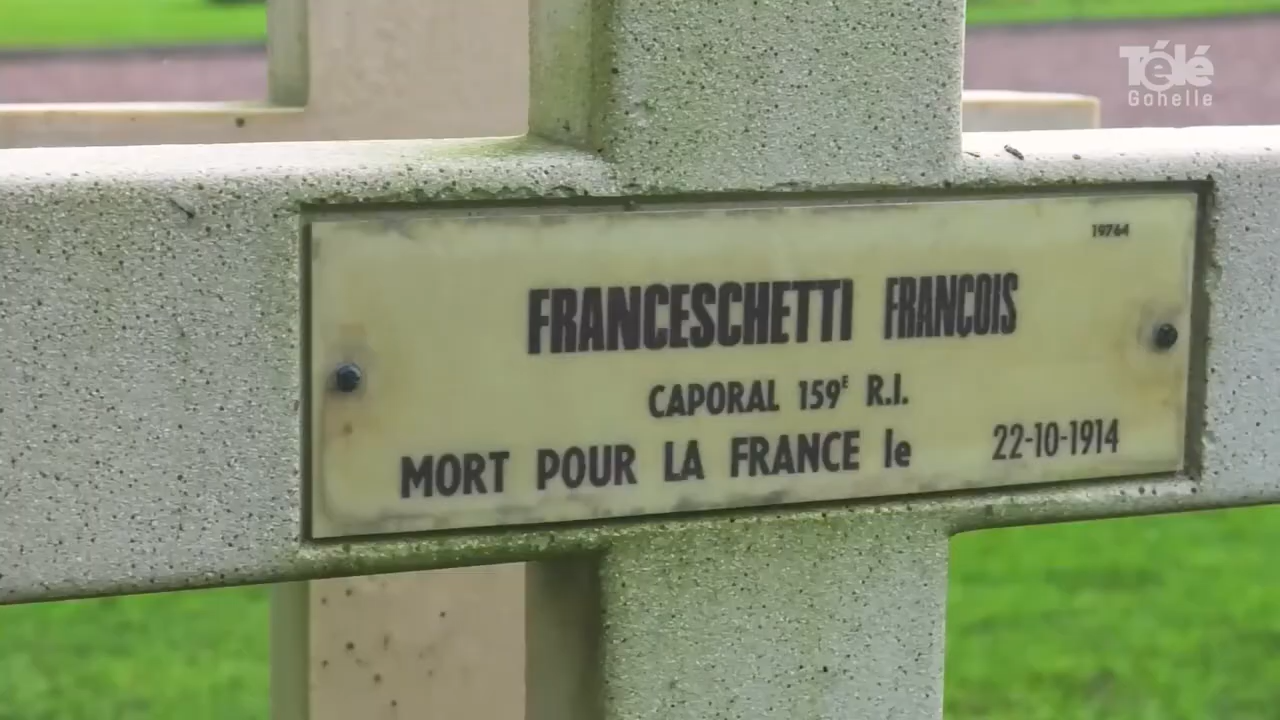 Télé
Gohelle
19764
FRANCESCHETTI FRANÇOIS
CAPORAL 159E R.I.
MORT POUR LA FRANCE le 22-10-1914